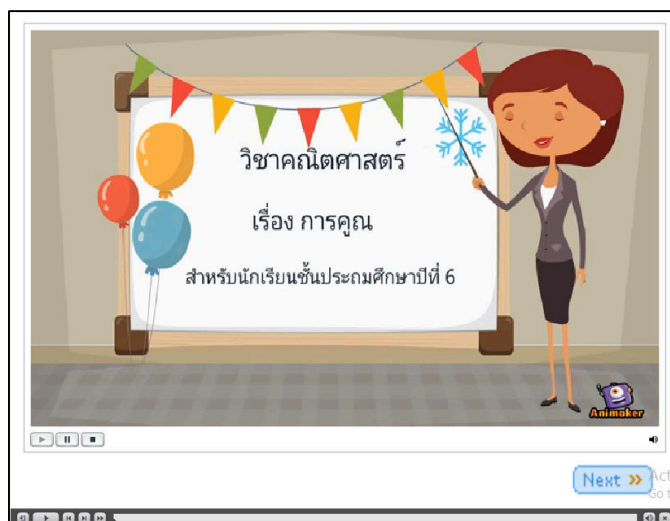 วิชาคณิตศาสตร์
เรื่อง การคูณ
สำหรับนักเรียนชั้นประถมศึกษาปีที่ 6
Animaker
Next »
Act
Go t